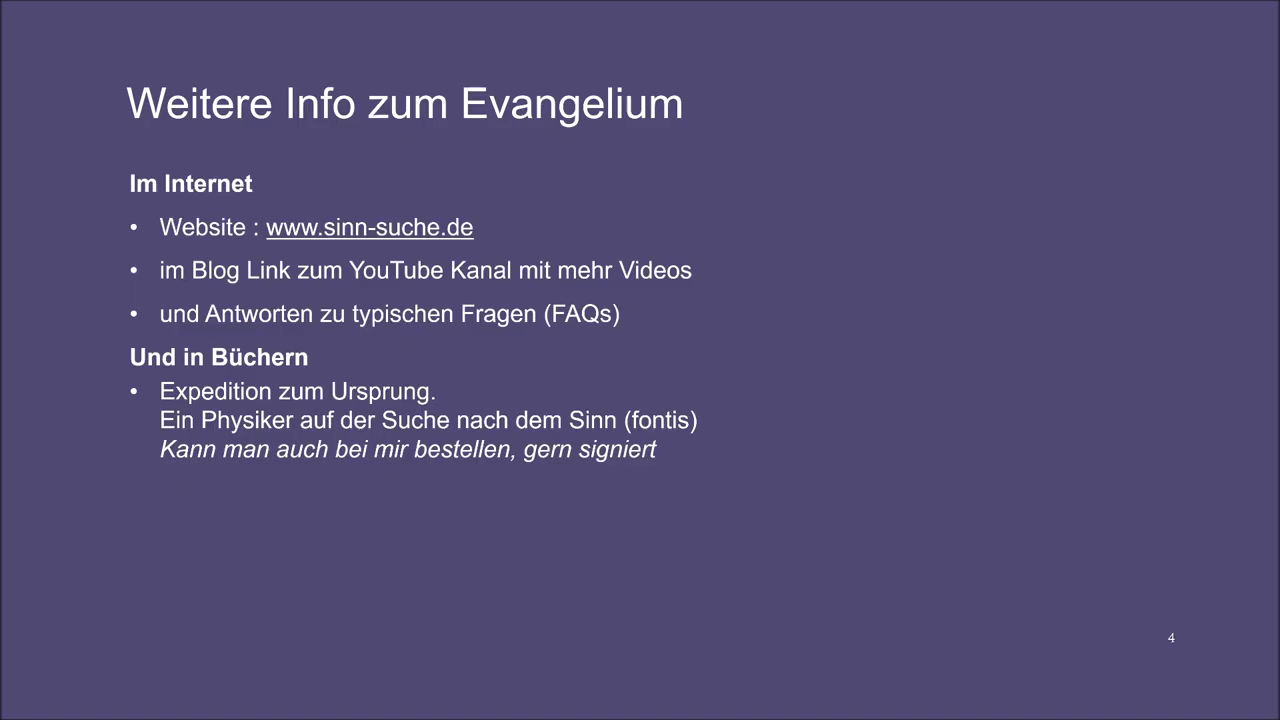 Weitere Info zum Evangelium
Im Internet
• Website : www.sinn-suche.de
• im Blog Link zum YouTube Kanal mit mehr Videos
• und Antworten zu typischen Fragen (FAQs)
Und in Büchern
• Expedition zum Ursprung.
Ein Physiker auf der Suche nach dem Sinn (fontis)
Kann man auch bei mir bestellen, gern signiert
4